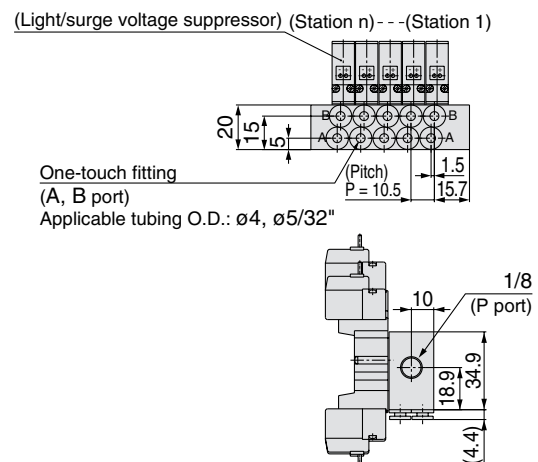 (Light/surge voltage suppressor) (Station n)---(Station 1)
B B
A A
20
15
5
One-touch fitting
(A, B port)
Applicable tubing O.D.: ø4, ø5/32"
(Pitch)
P = 10.5
1.5
15.7
10
1/8
(P port)
18.9
34.9
(4.4)